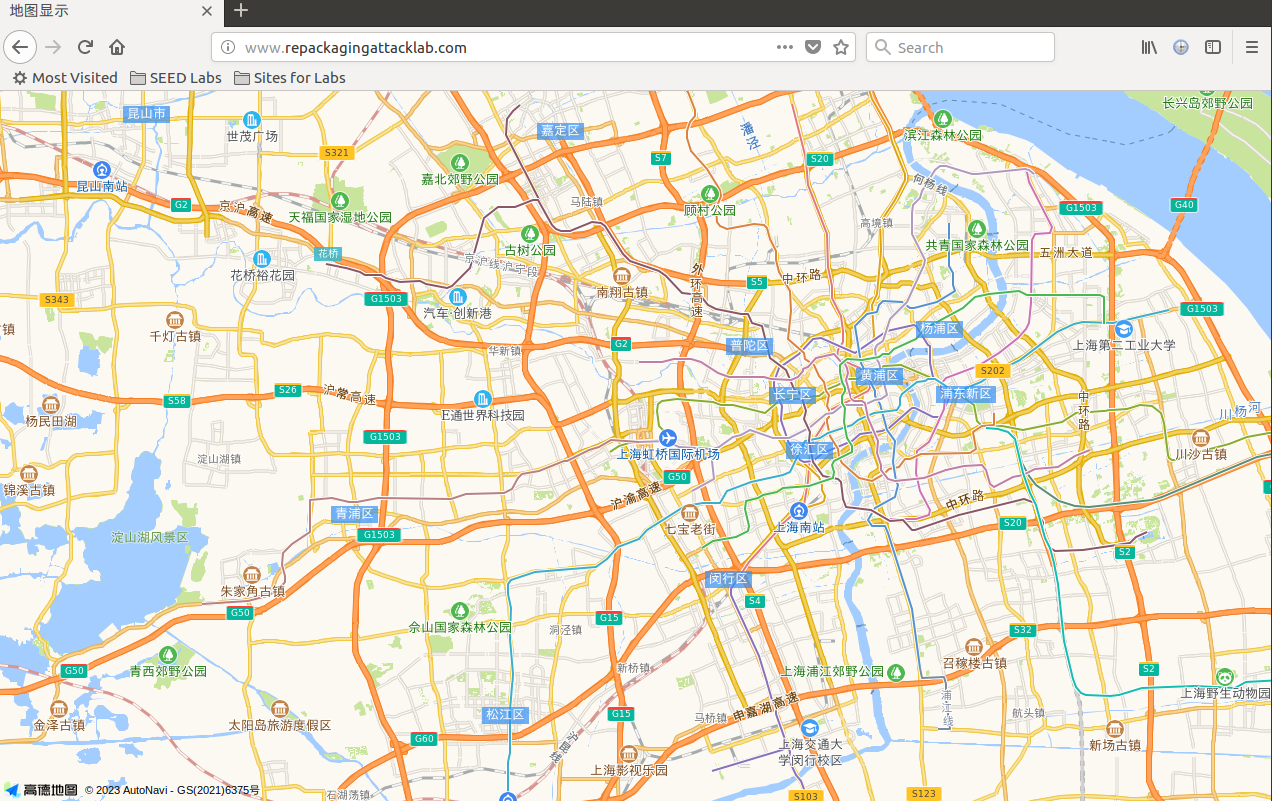 地图显示
www.repackagingattacklab.com
Search
Most Visited
SEED Labs
Sites for Labs
长兴岛郊野公园
昆山市
世茂广场
嘉定区
潘泾
滨江森林公园
S321
S7
S20
昆山南站
嘉北郊野公园
何杨线
G2
京沪高速
天福国家湿地公园
马陆镇
顾村公园
高境镇
G1503
G40
古树公园
共青国家森林公园
花桥
京沪线沪宁段
五洲大道
花桥裕花园
外环高速
中环路
S343
G1503
汽车·创新港
南翔古镇
S5
G1503
镇
千灯古镇
华新镇
G2
普陀区
杨浦区
上海第二工业大学
黄浦区
S202
S58
S26
沪常高速
E通世界科技园
长宁区
浦东新区
中环路
川杨河
杨民田湖
G1503
上海虹桥国际机场
徐汇区
川沙古镇
淀山湖镇
锦溪古镇
G50
沪渝高速
中环路
青浦区
七宝老街
上海南站
S20
淀山湖风景区
G1503
S2
朱家角古镇
闵行区
G50
S4
佘山国家森林公园
G15
洞泾镇
S32
青西郊野公园
G50
新桥镇
上海浦江郊野公园
召稼楼古镇
S2
上海野生动物园
金泽古镇
太阳岛旅游度假区
松江区
G15
马桥镇
申嘉湖高速
浦江线
航头镇
G60
沪昆线
上海交通大
学闵行校区
新场古镇
上海影视乐园
高德地图
© 2023 AutoNavi - GS(2021)6375号
石湖荡镇
S103
S123